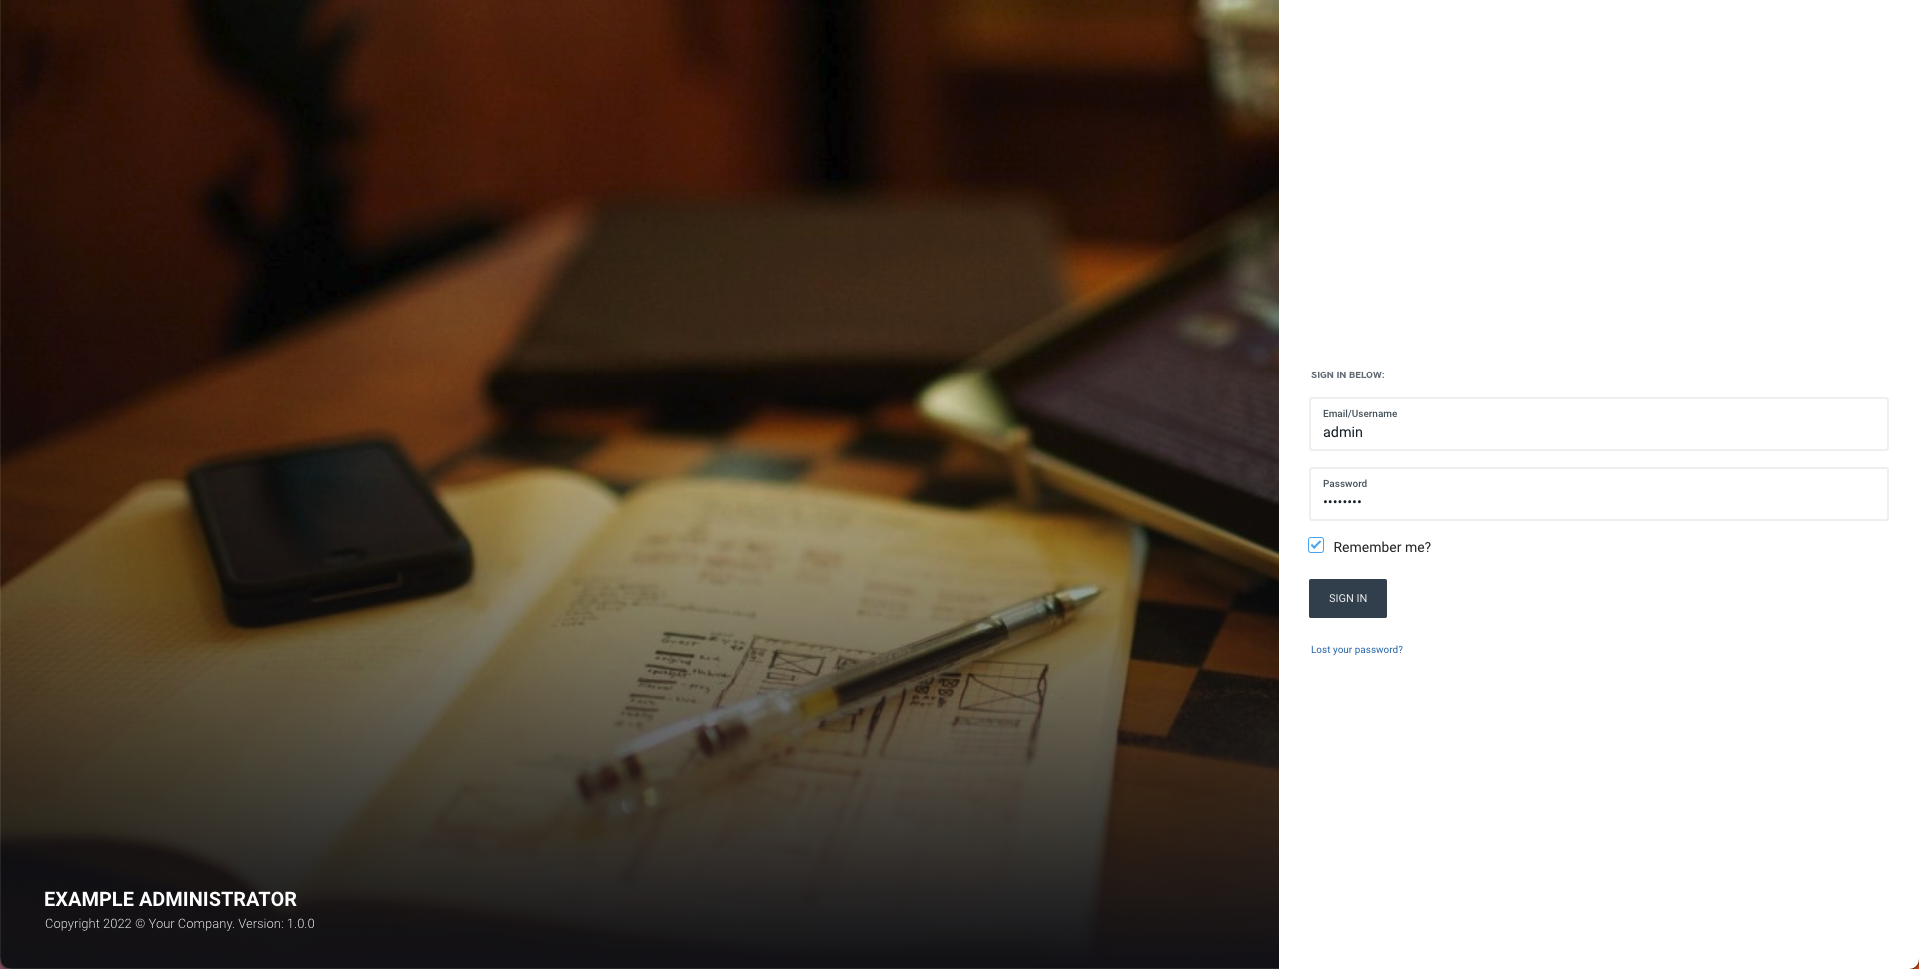 SIGN IN BELOW:
Email/Username
admin
Password
••••••••
Remember me?
SIGN IN
Lost your password?
EXAMPLE ADMINISTRATOR
Copyright 2022 © Your Company. Version: 1.0.0